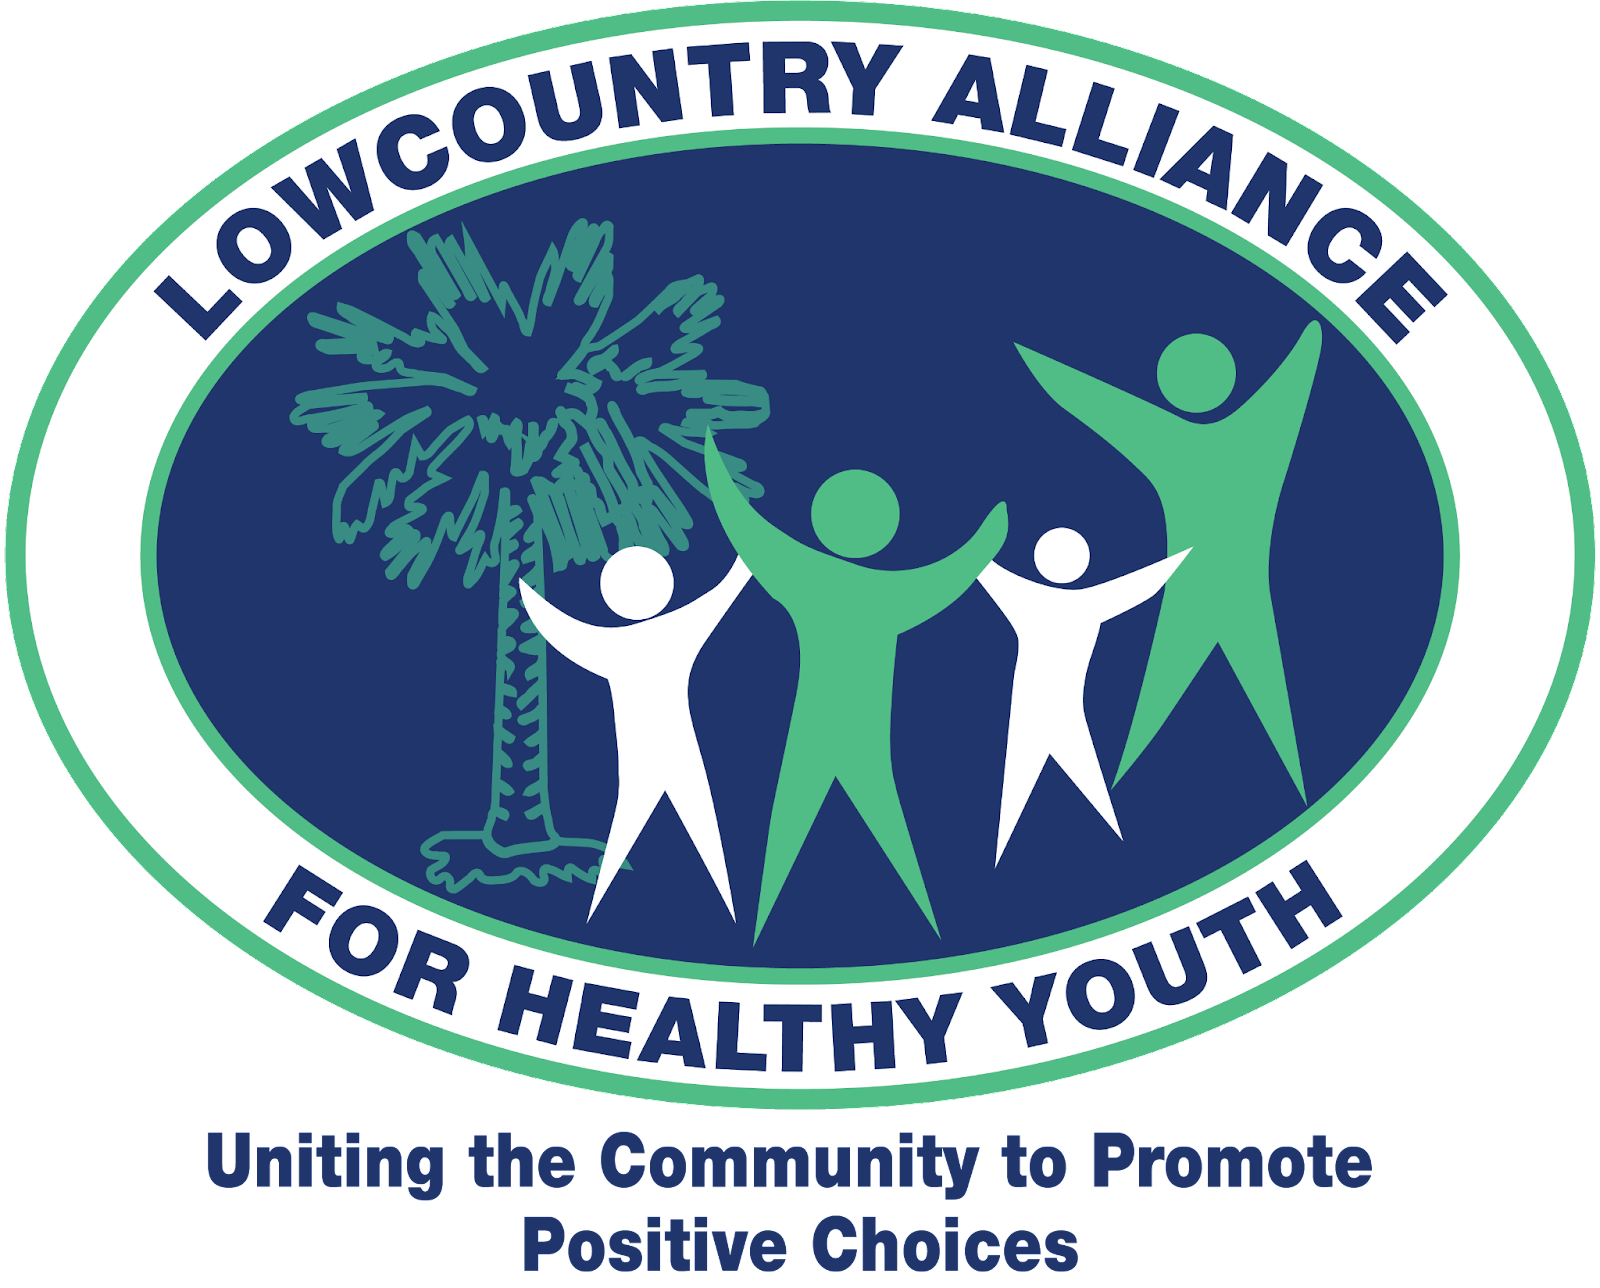 LOWCOUNTRY ALLIANCE
FOR HEALTHY YOUTH
Uniting the Community to Promote
Positive Choices